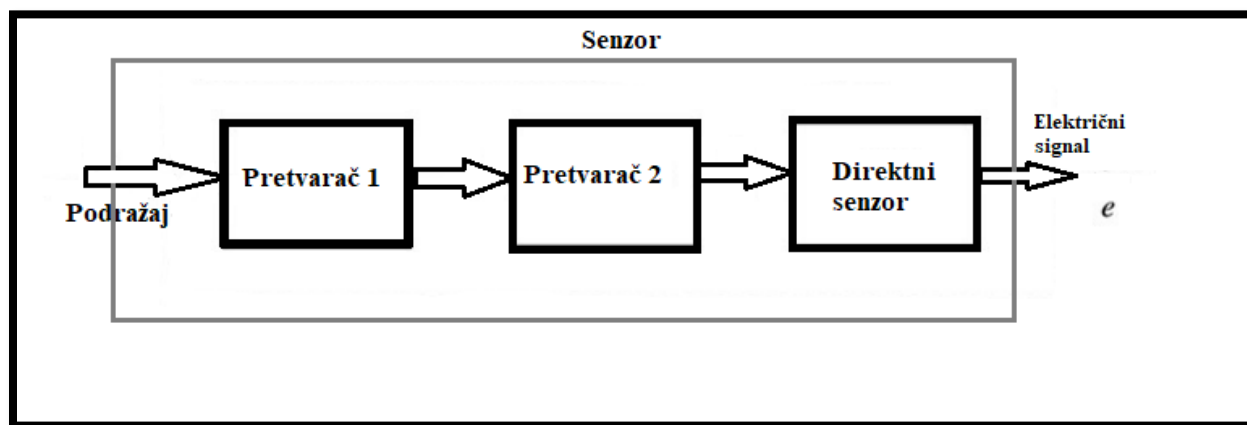 Senzor
Podražaj
Pretvarač 1
Pretvarač 2
Direktni
senzor
Električni
signal
e